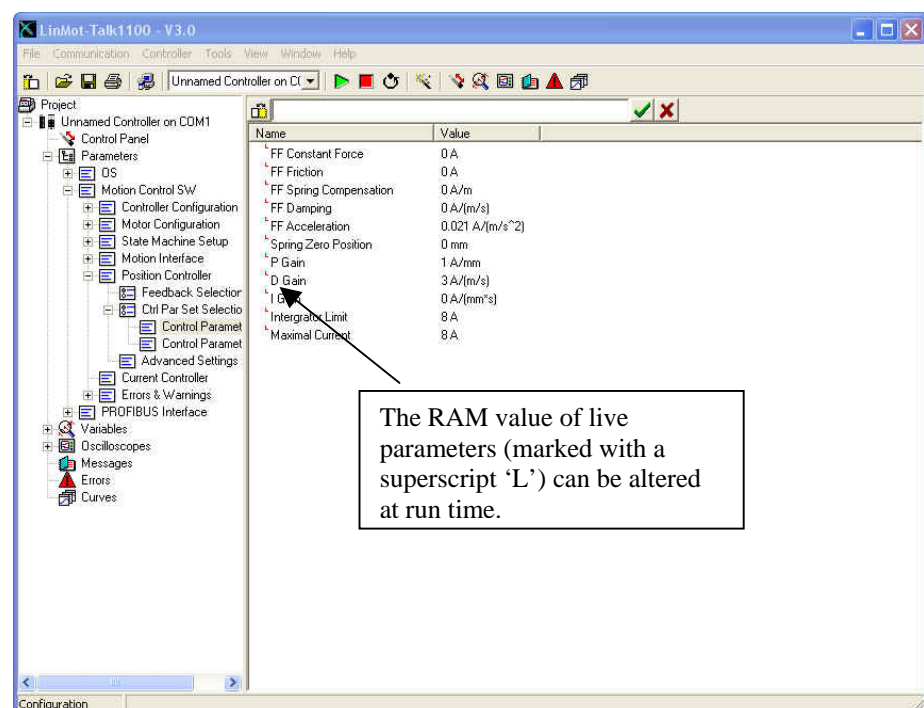 LinMot-Talk1100 - V3.0
File Communication Controller Tools View Window Help
Unnamed Controller on C
Project
Unnamed Controller on COM1
Control Panel
Parameters
OS
Motion Control SW
Controller Configuration
Motor Configuration
State Machine Setup
Motion Interface
Position Controller
Feedback Selection
Ctrl Par Set Selectio
Control Paramet
Control Paramet
Advanced Settings
Current Controller
Errors & Warnings
PROFIBUS Interface
Variables
Oscilloscopes
Messages
Errors
Curves
Name Value
L FF Constant Force 0 A
L FF Friction 0 A
L FF Spring Compensation 0 A/m
L FF Damping 0 A/(m/s)
L FF Acceleration 0.021 A/(m/s^2)
L Spring Zero Position 0 mm
L P Gain 1 A/mm
L D Gain 3 A/(m/s)
L I Gain 0 A/(mm*s)
L Intergrator Limit 8 A
L Maximal Current 8 A
The RAM value of live
parameters (marked with a
superscript ‘L’) can be altered
at run time.
Configuration